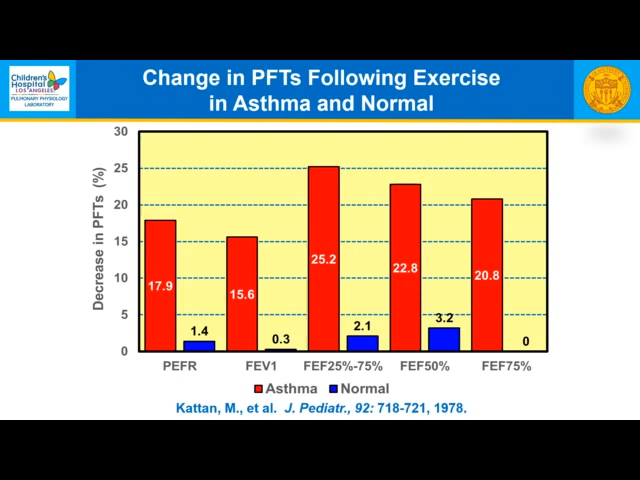 Children's
Hospital
LOS ANGELES
PULMONARY PHYSIOLOGY
LABORATORY
Change in PFTs Following Exercise
in Asthma and Normal
Decrease in PFTs (%)
30
25
20
15
10
5
0
17.9
1.4
15.6
0.3
25.2
2.1
22.8
3.2
20.8
0
PEFR FEV1 FEF25%-75% FEF50% FEF75%
Asthma Normal
Kattan, M., et al. J. Pediatr., 92: 718-721, 1978.